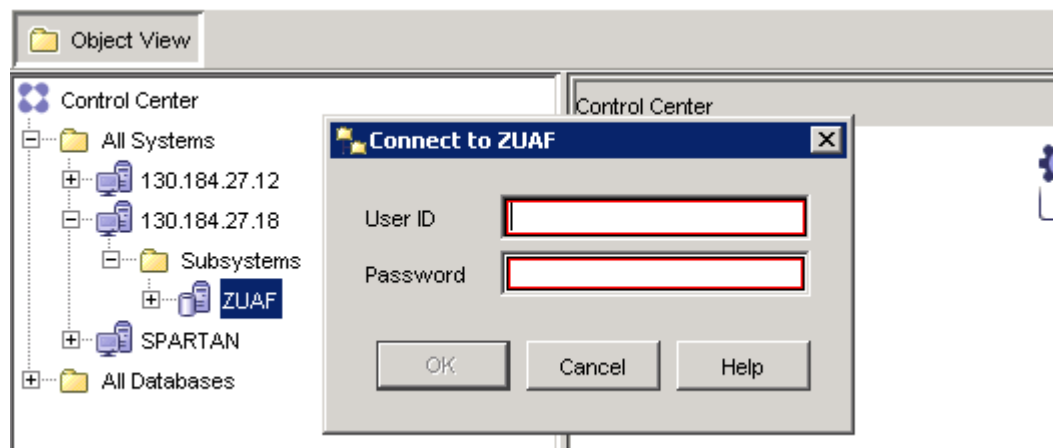 Object View
Control Center
All Systems
130.184.27.12
130.184.27.18
Subsystems
ZUAF
SPARTAN
All Databases
Control Center
Connect to ZUAF
User ID
Password
OK
Cancel
Help